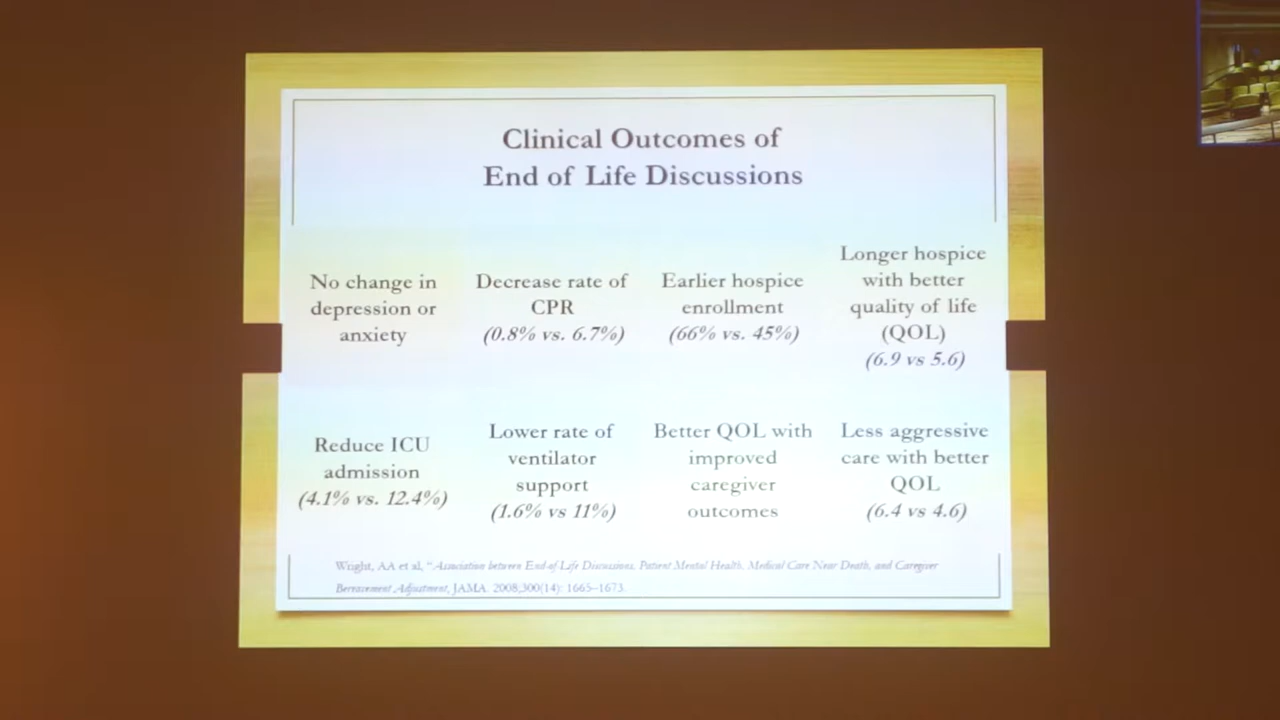 Clinical Outcomes of
End of Life Discussions
No change in
depression or
anxiety
Decrease rate of
CPR
(0.8% vs. 6.7%)
Earlier hospice
enrollment
(66% vs. 45%)
Longer hospice
with better
quality of life
(QOL)
(6.9 vs 5.6)
Reduce ICU
admission
(4.1% vs. 12.4%)
Lower rate of
ventilator
support
(1.6% vs 11%)
Better QOL with
improved
caregiver
outcomes
Less aggressive
care with better
QOL
(6.4 vs 4.6)
Wright, AA et al, "Association between End-of-Life Discussions, Patient Mental Health, Medical Care Near Death, and Caregiver
Bereavement Adjustment, JAMA. 2008;300(14): 1665–1673.